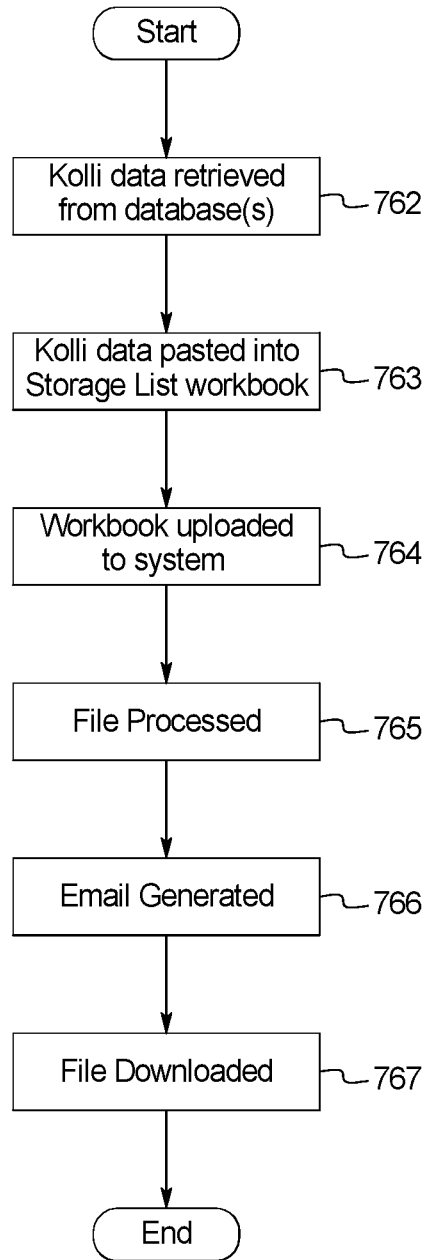 Start
Kolli data retrieved
from database(s)
762
Kolli data pasted into
Storage List workbook
763
Workbook uploaded
to system
764
File Processed
765
Email Generated
766
File Downloaded
767
End